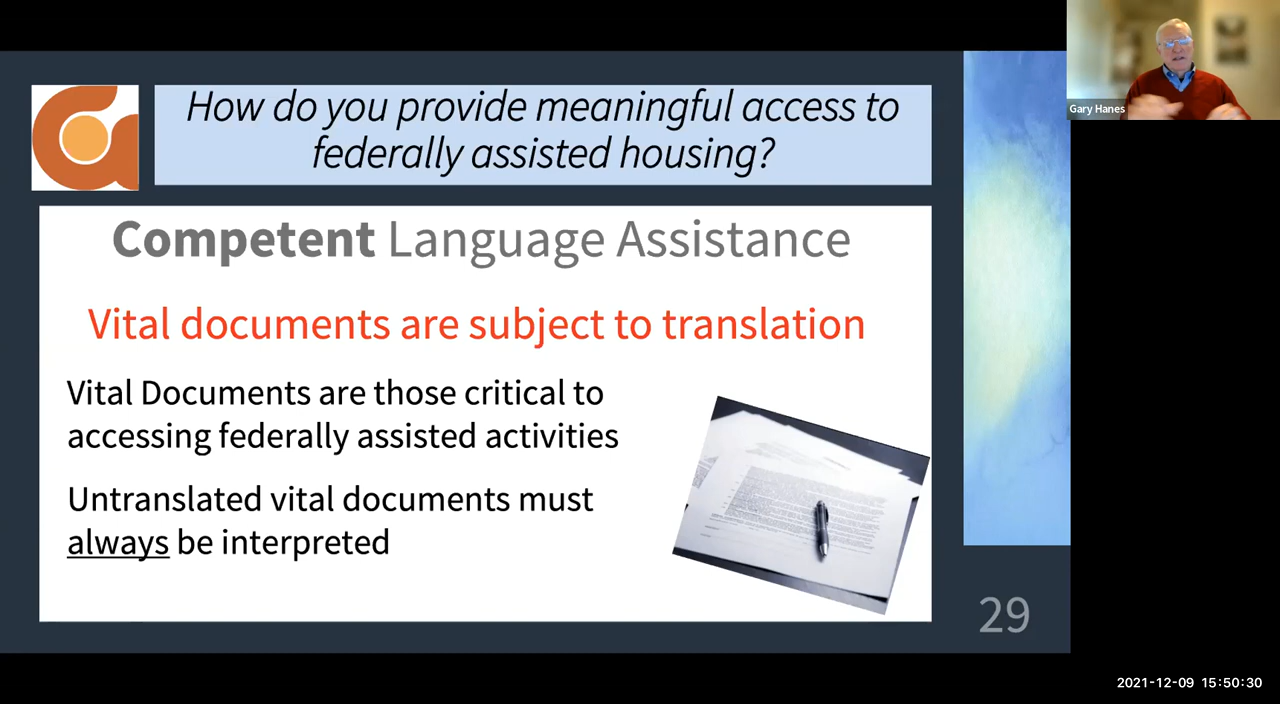 How do you provide meaningful access to
federally assisted housing?
Gary Hanes
Competent Language Assistance
Vital documents are subject to translation
Vital Documents are those critical to
accessing federally assisted activities
Untranslated vital documents must
always be interpreted
29
2021-12-09 15:50:30